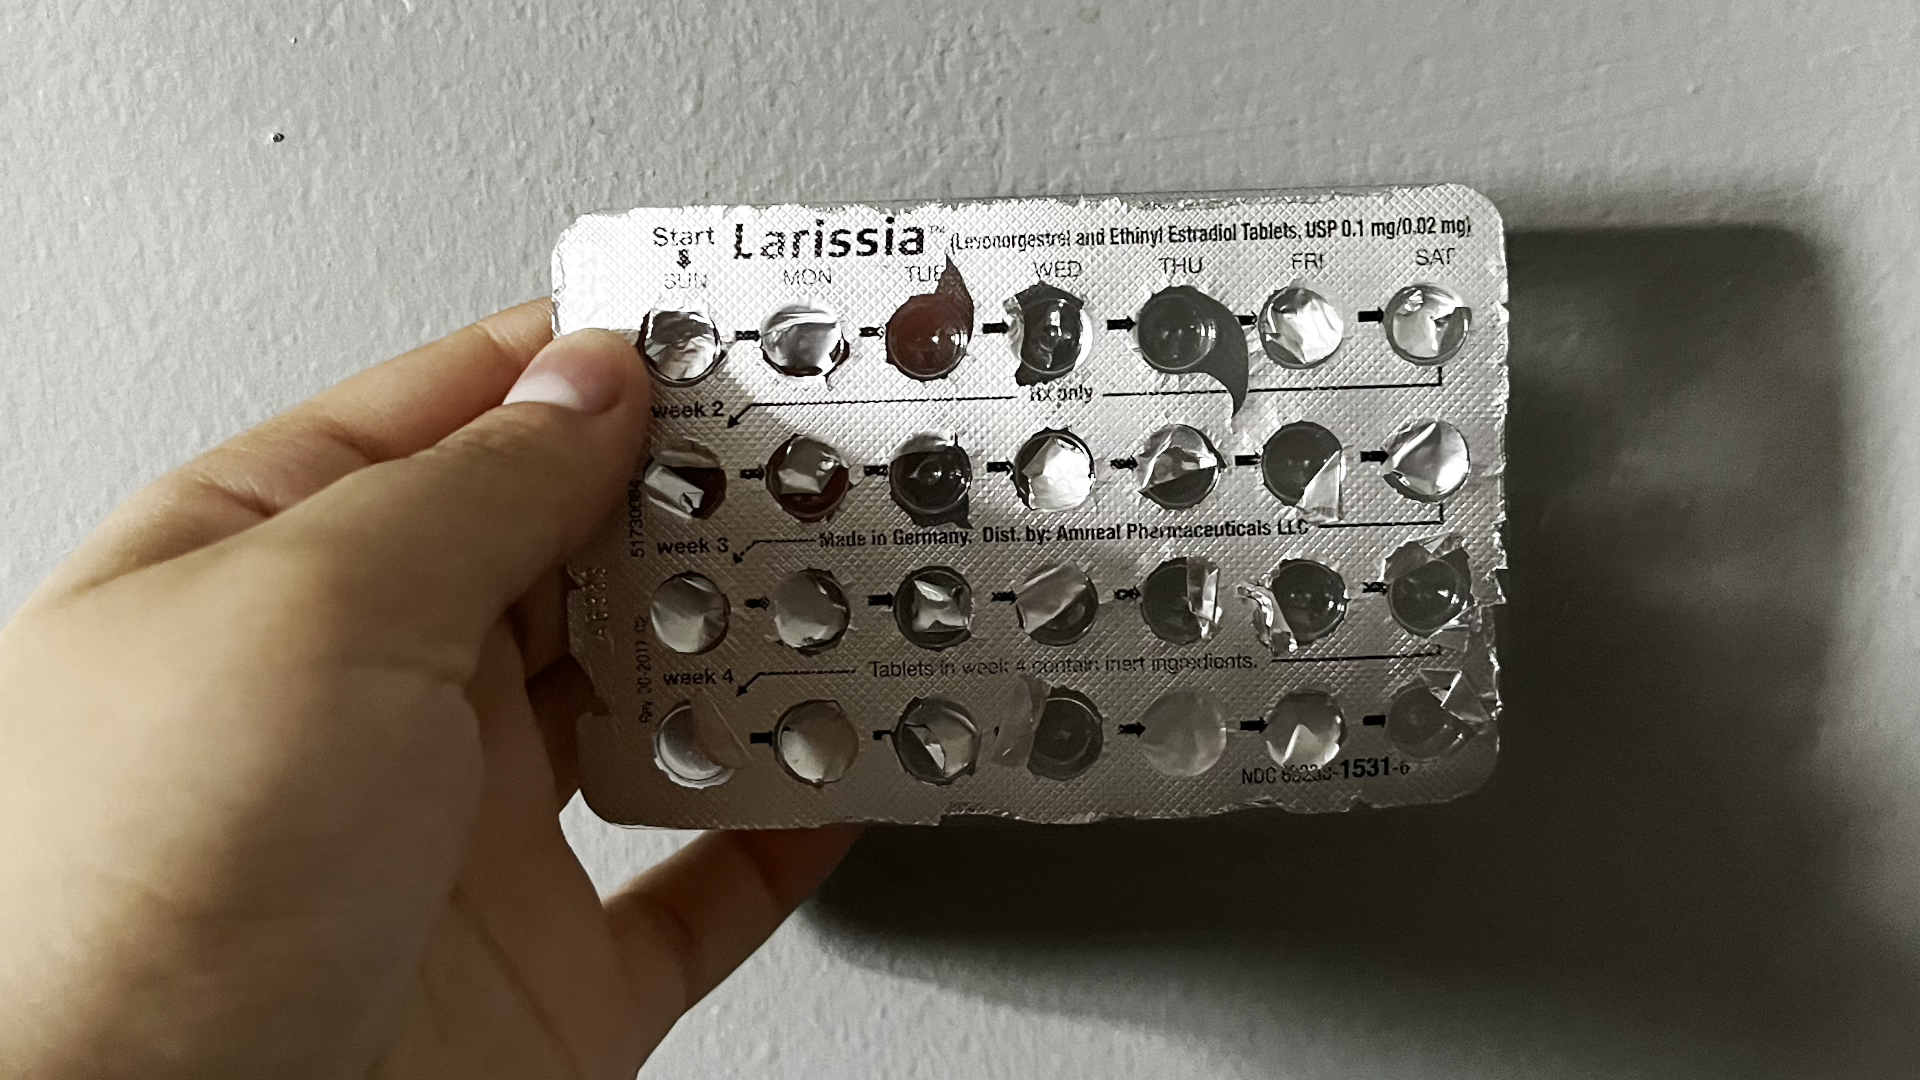 Start Larissia™ (Levonorgestrel and Ethinyl Estradiol Tablets, USP 0.1 mg/0.02 mg)
SUN MON TUE WED THU FRI SAT
Rx only
week 2
Made in Germany. Dist. by: Amneal Pharmaceuticals LLC
week 3
Tablets in week 4 contain inert ingredients.
week 4
NDC -1531-6